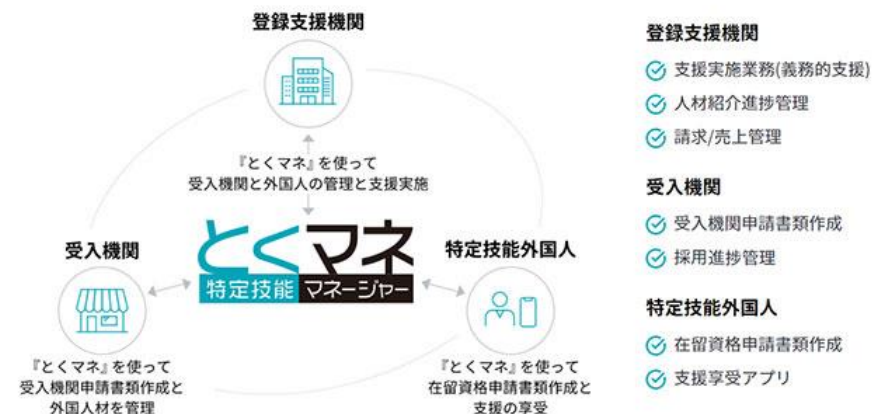 登録支援機関
『とくマネ』を使って
受入機関と外国人の管理と支援実施
とくマネ
特定技能 マネージャー
受入機関
『とくマネ』を使って
受入機関申請書類作成と
外国人材を管理
特定技能外国人
『とくマネ』を使って
在留資格申請書類作成と
支援の享受
登録支援機関
支援実施業務(義務的支援)
人材紹介進捗管理
請求/売上管理
受入機関
受入機関申請書類作成
採用進捗管理
特定技能外国人
在留資格申請書類作成
支援享受アプリ